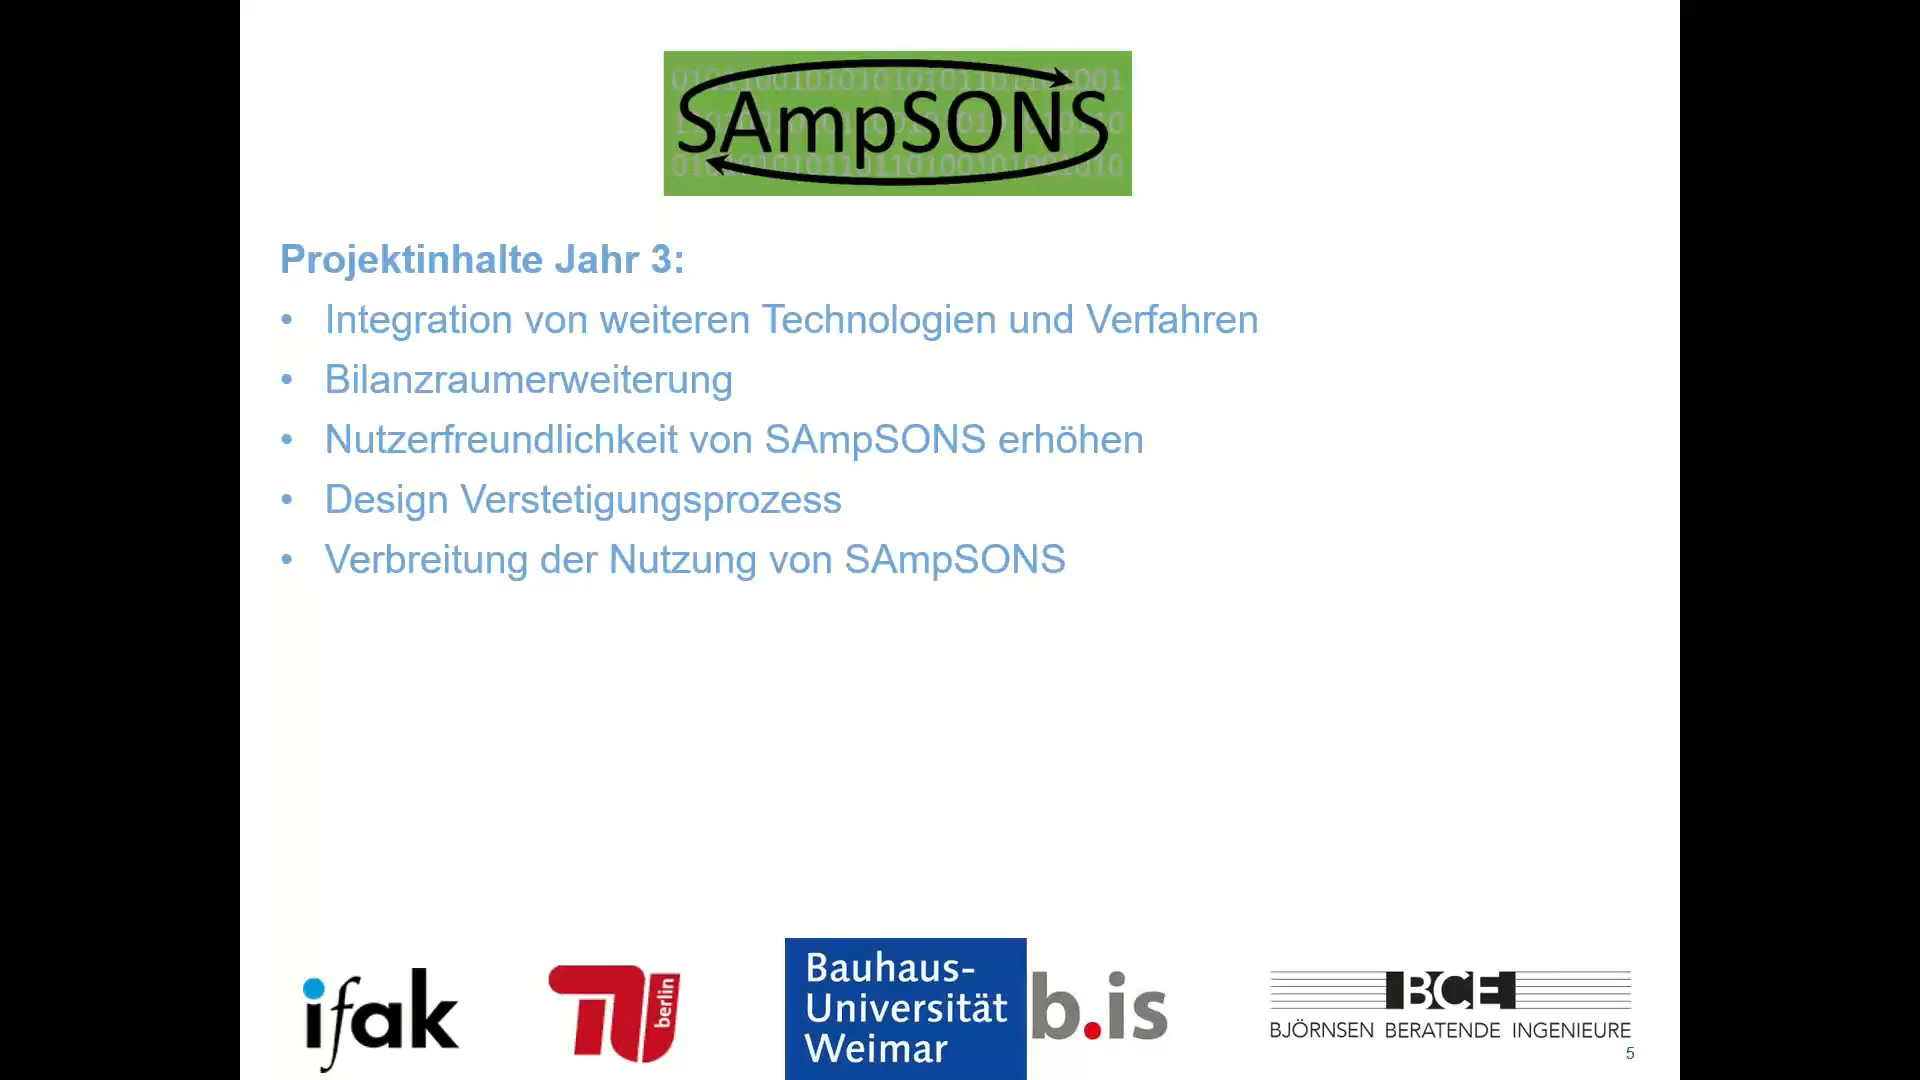 SAmpSONS
Projektinhalte Jahr 3:
• Integration von weiteren Technologien und Verfahren
• Bilanzraumerweiterung
• Nutzerfreundlichkeit von SAmpSONS erhöhen
• Design Verstetigungsprozess
• Verbreitung der Nutzung von SAmpSONS
ifak
TU berlin
Bauhaus-
Universität
Weimar
b.is
BCE
BJÖRNSEN BERATENDE INGENIEURE
5